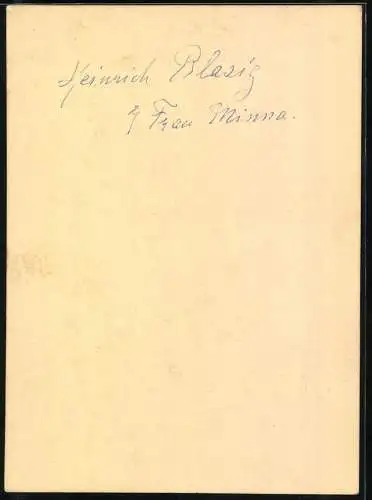 Heinrich Blasig
& Frau Minna.